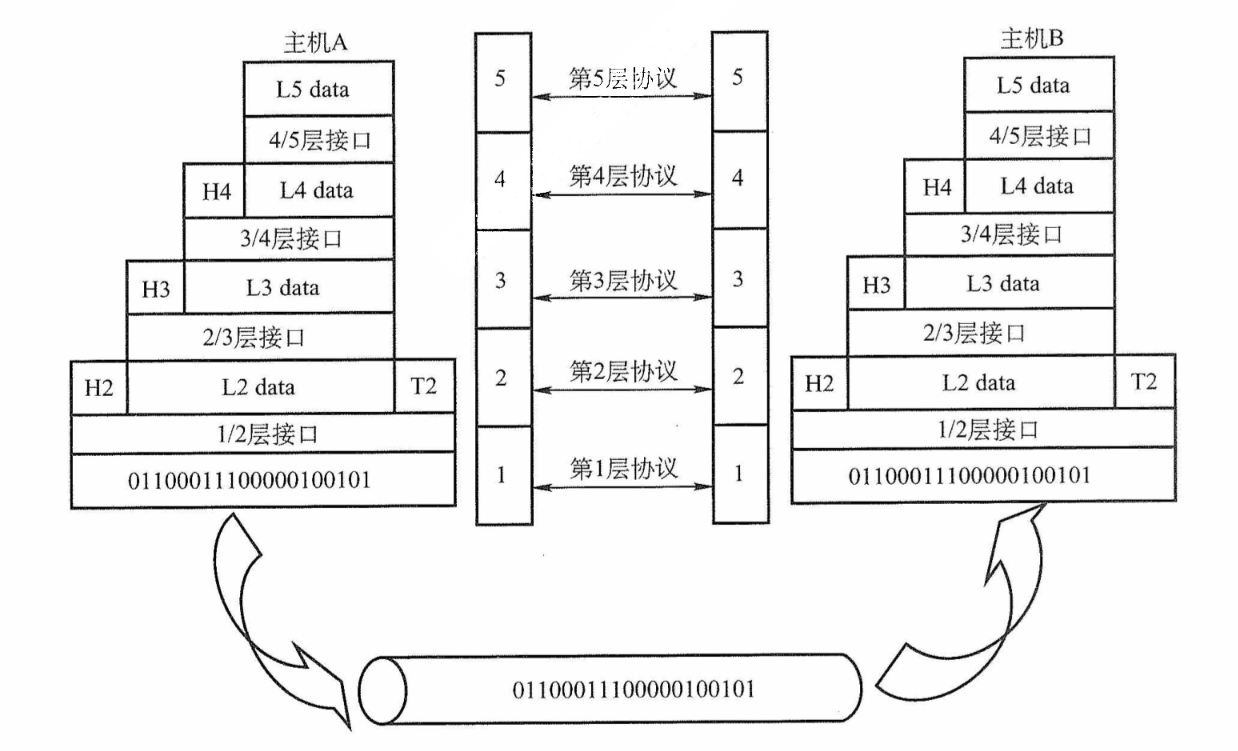 主机A
L5 data
4/5层接口
H4 L4 data
3/4层接口
H3 L3 data
2/3层接口
H2 L2 data T2
1/2层接口
01100011100000100101
5 第5层协议 5
4 第4层协议 4
3 第3层协议 3
2 第2层协议 2
1 第1层协议 1
主机B
L5 data
4/5层接口
H4 L4 data
3/4层接口
H3 L3 data
2/3层接口
H2 L2 data T2
1/2层接口
01100011100000100101
01100011100000100101